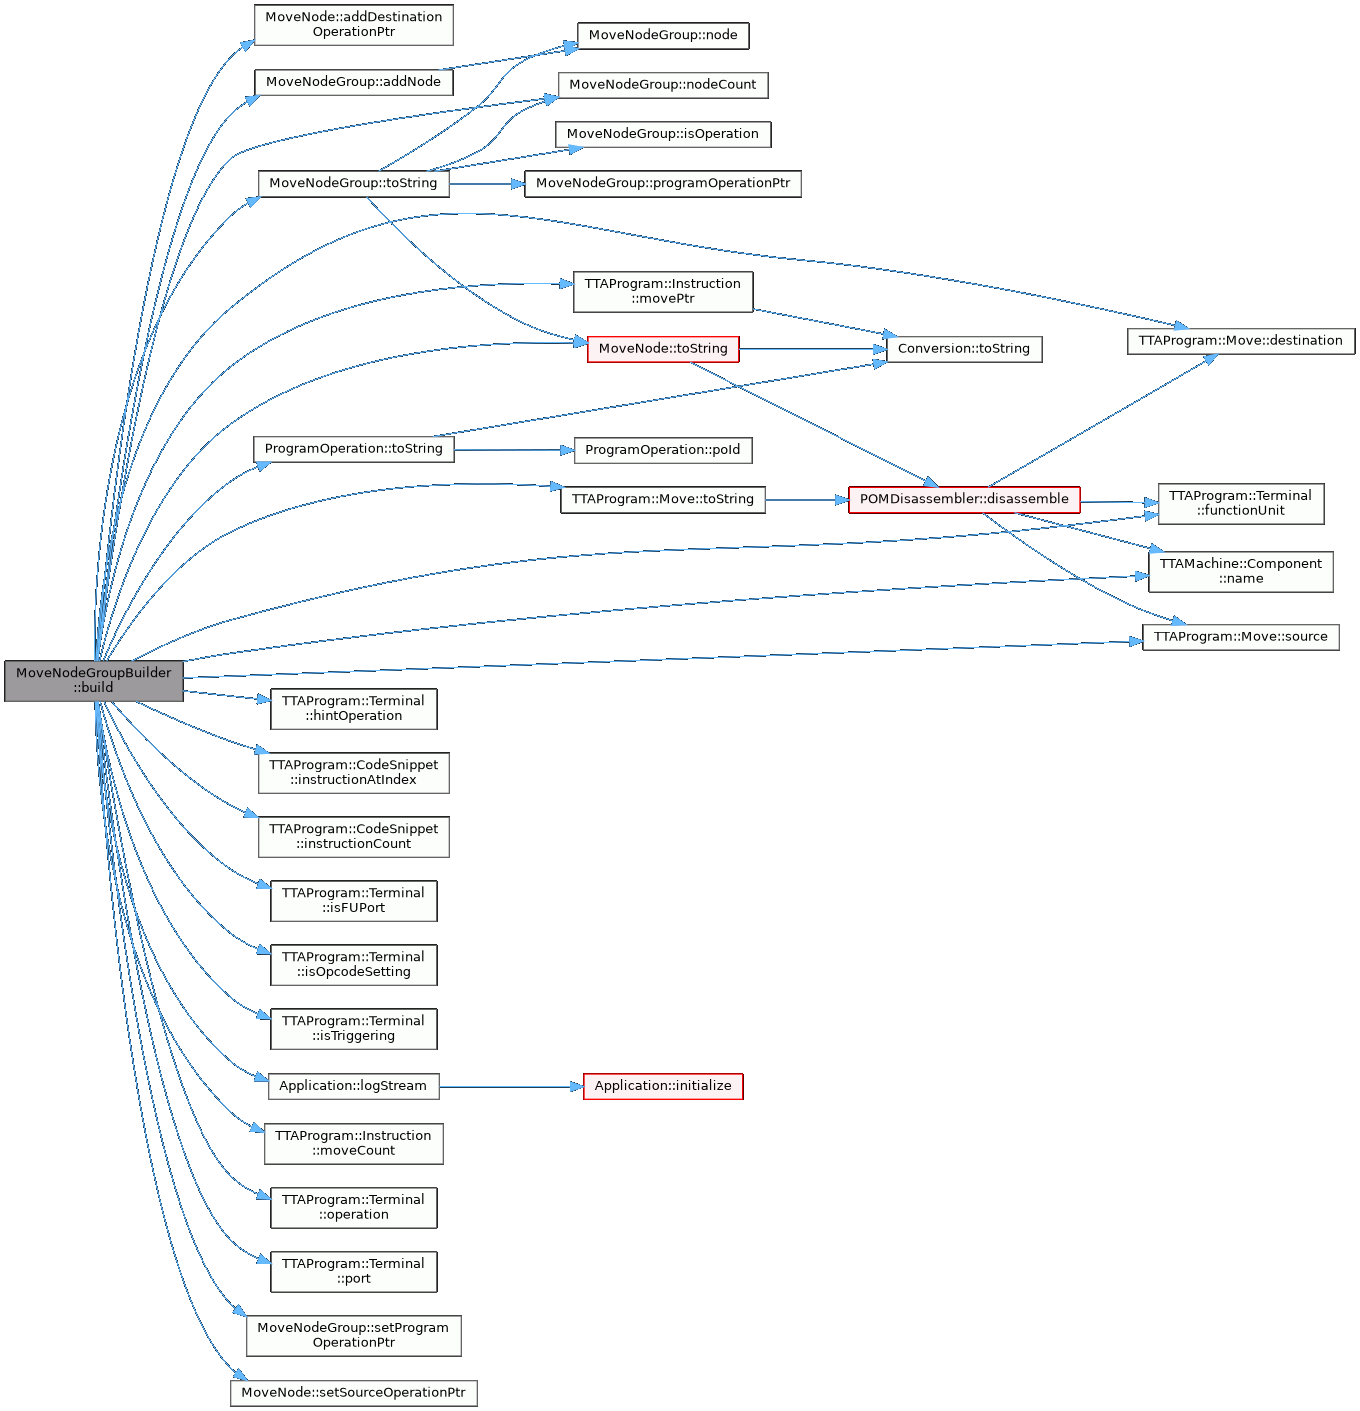 MoveNode::addDestination
OperationPtr
MoveNodeGroup::node
MoveNodeGroup::addNode
MoveNodeGroup::nodeCount
MoveNodeGroup::isOperation
MoveNodeGroup::toString
MoveNodeGroup::programOperationPtr
TTAProgram::Instruction
::movePtr
TTAProgram::Move::destination
MoveNode::toString
Conversion::toString
ProgramOperation::toString
ProgramOperation::poId
TTAProgram::Move::toString
POMDisassembler::disassemble
TTAProgram::Terminal
::functionUnit
TTAMachine::Component
::name
TTAProgram::Move::source
MoveNodeGroupBuilder
::build
TTAProgram::Terminal
::hintOperation
TTAProgram::CodeSnippet
::instructionAtIndex
TTAProgram::CodeSnippet
::instructionCount
TTAProgram::Terminal
::isFUPort
TTAProgram::Terminal
::isOpcodeSetting
TTAProgram::Terminal
::isTriggering
Application::logStream
Application::initialize
TTAProgram::Instruction
::moveCount
TTAProgram::Terminal
::operation
TTAProgram::Terminal
::port
MoveNodeGroup::setProgram
OperationPtr
MoveNode::setSourceOperationPtr